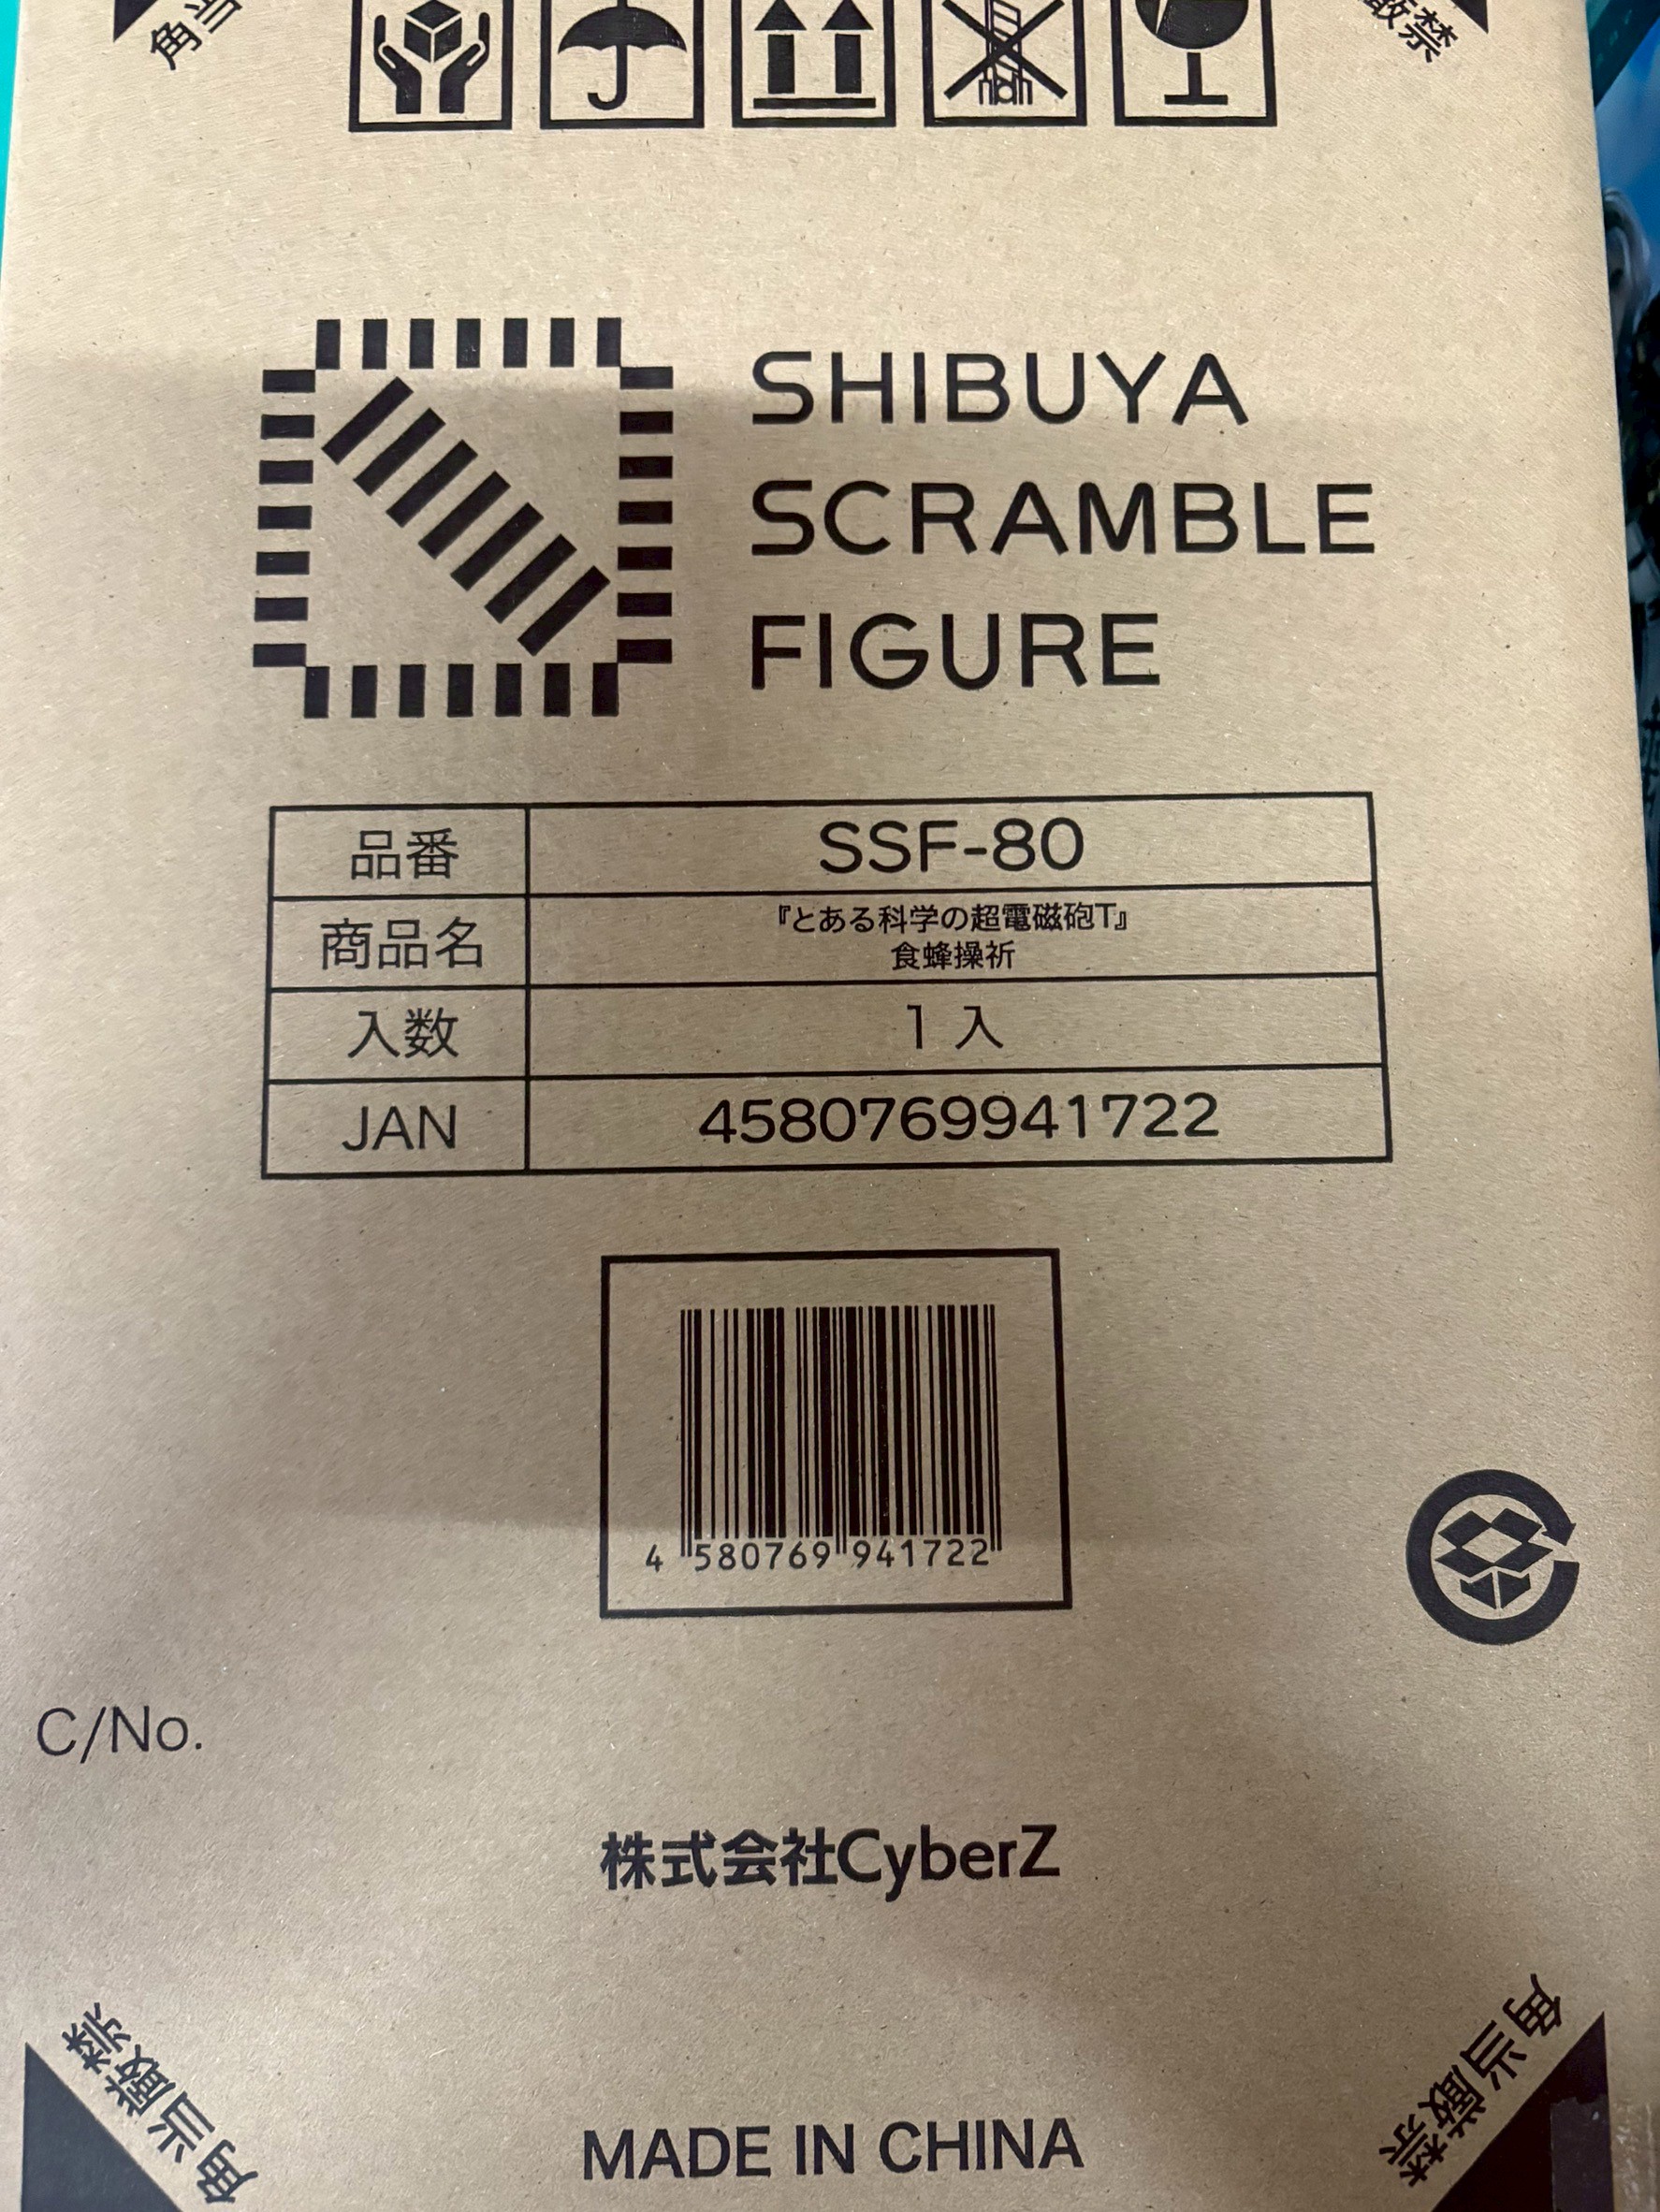 角当
厳禁
SHIBUYA
SCRAMBLE
FIGURE
品番 SSF-80
商品名 『とある科学の超電磁砲T』
食蜂操祈
入数 1 入
JAN 4580769941722
4 580769 941722
C/No.
株式会社CyberZ
角当厳禁
角当厳禁
MADE IN CHINA